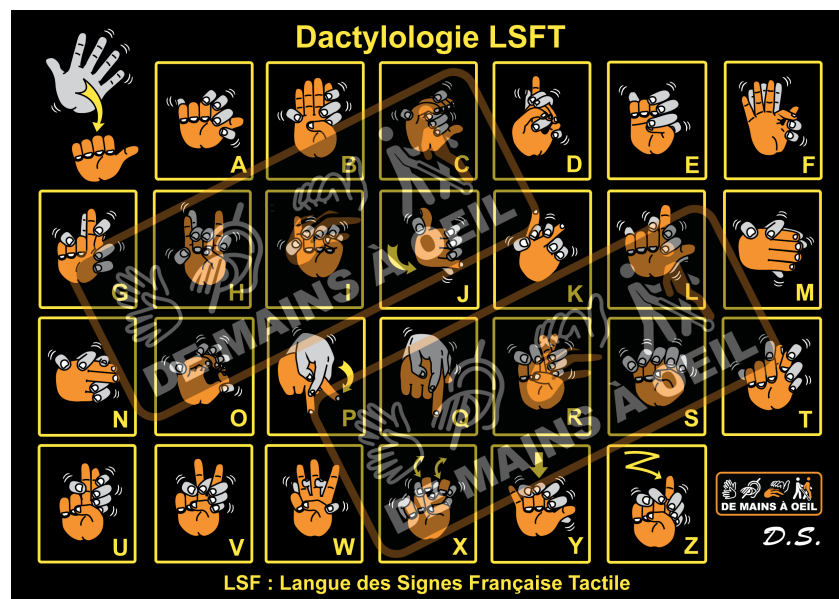 Dactylologie LSFT
A B C D E F
G H I J K L M
N O P Q R S T
U V W X Y Z
DE MAINS À OEIL
DE MAINS À OEIL
DE MAINS À OEIL
D.S.
LSF : Langue des Signes Française Tactile